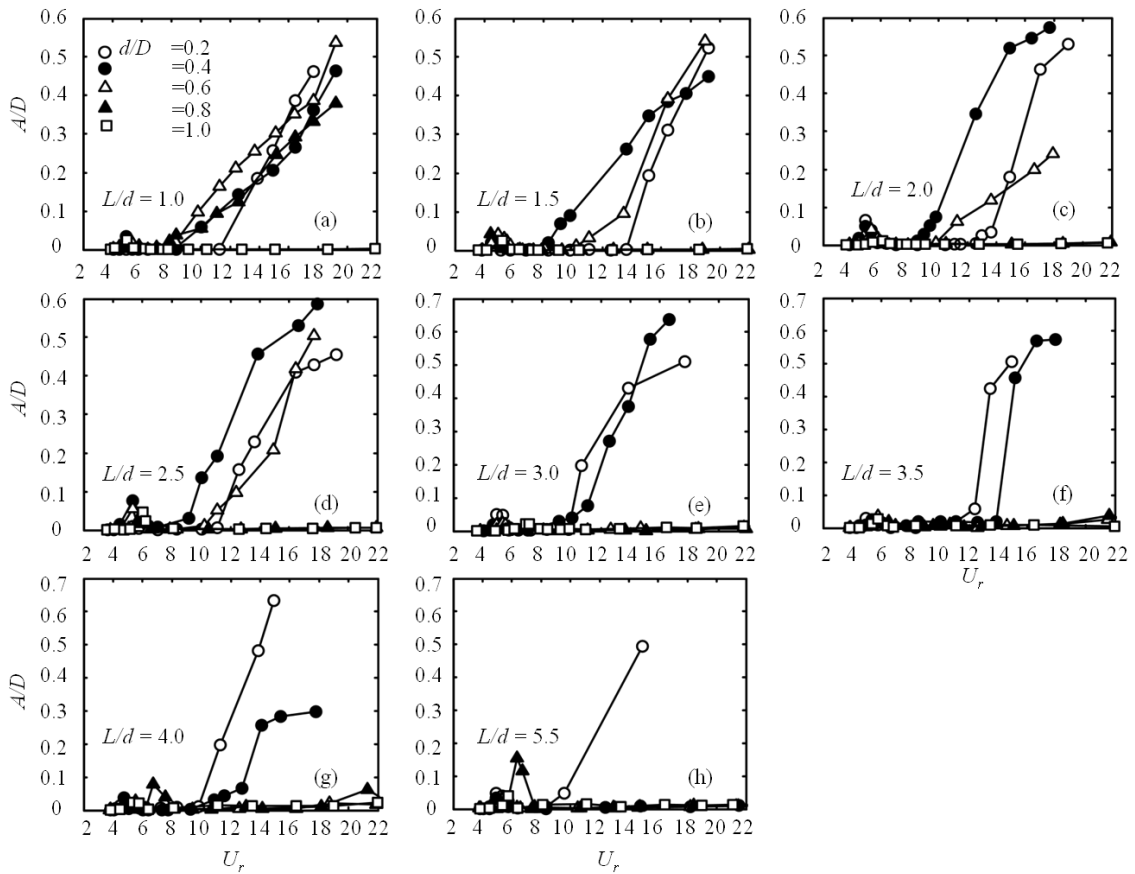 0.6
0.5
0.4
0.3
0.2
0.1
0
A/D
d/D =0.2
=0.4
=0.6
=0.8
=1.0
L/d = 1.0
(a)
2 4 6 8 10 12 14 16 18 20 22
0.6
0.5
0.4
0.3
0.2
0.1
0
L/d = 1.5
(b)
2 4 6 8 10 12 14 16 18 20 22
0.6
0.5
0.4
0.3
0.2
0.1
0
L/d = 2.0
(c)
2 4 6 8 10 12 14 16 18 20 22
0.6
0.5
0.4
0.3
0.2
0.1
0
A/D
L/d = 2.5
(d)
2 4 6 8 10 12 14 16 18 20 22
0.7
0.6
0.5
0.4
0.3
0.2
0.1
0
L/d = 3.0
(e)
2 4 6 8 10 12 14 16 18 20 22
0.7
0.6
0.5
0.4
0.3
0.2
0.1
0
L/d = 3.5
(f)
2 4 6 8 10 12 14 16 18 20 22
U_r
0.7
0.6
0.5
0.4
0.3
0.2
0.1
0
A/D
L/d = 4.0
(g)
2 4 6 8 10 12 14 16 18 20 22
U_r
0.7
0.6
0.5
0.4
0.3
0.2
0.1
0
L/d = 5.5
(h)
2 4 6 8 10 12 14 16 18 20 22
U_r